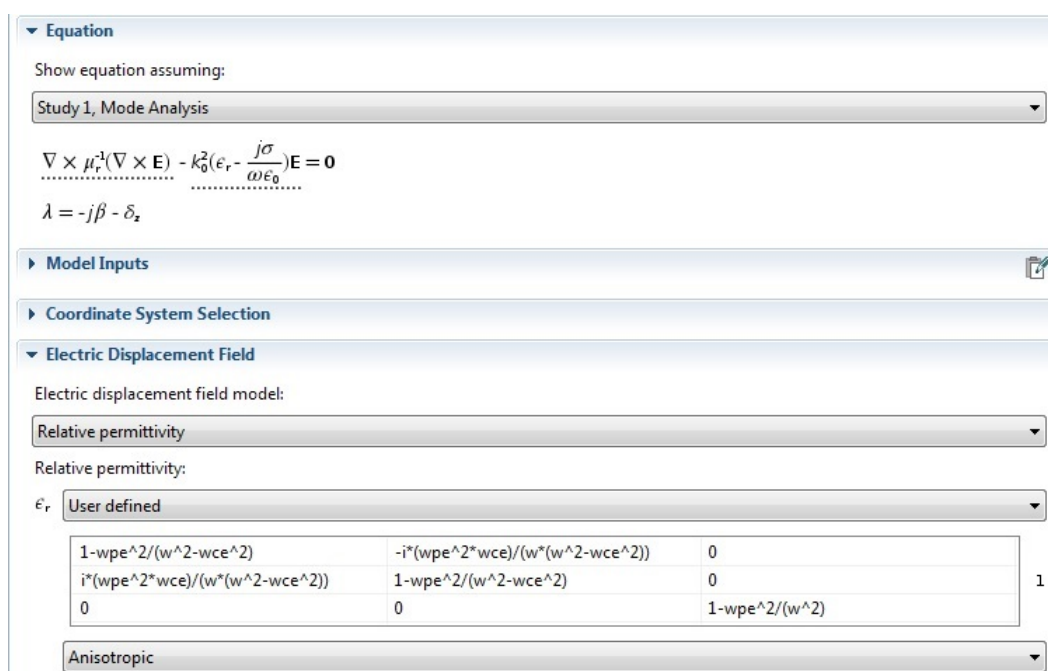 Equation
Show equation assuming:
Study 1, Mode Analysis
∇ × μᵣ⁻¹(∇ × E) - k₀²(ϵᵣ - jσ/ωϵ₀)E = 0
λ = -jβ - δz
Model Inputs
Coordinate System Selection
Electric Displacement Field
Electric displacement field model:
Relative permittivity
Relative permittivity:
ϵᵣ User defined
1-wpe^2/(w^2-wce^2) -i*(wpe^2*wce)/(w*(w^2-wce^2)) 0
i*(wpe^2*wce)/(w*(w^2-wce^2)) 1-wpe^2/(w^2-wce^2) 0 1
0 0 1-wpe^2/(w^2)
Anisotropic